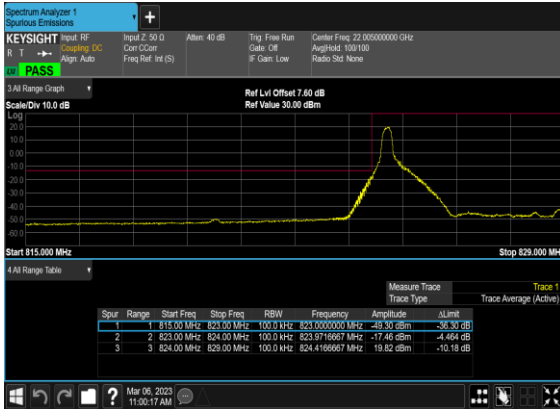 Spectrum Analyzer 1
Spurious Emissions
+
KEYSIGHT Input: RF Input Z: 50 Ω Atten: 40 dB Trig: Free Run Center Freq: 22.005000000 GHz
R T Coupling: DC Corr CCorr Gate: Off Avg|Hold: 100/100
Align: Auto Freq Ref: Int (S) IF Gain: Low Radio Std: None
PASS
3 All Range Graph
Ref Lvl Offset 7.60 dB
Scale/Div 10.0 dB Ref Value 30.00 dBm
Log
20.0
10.0
0.00
-10.0
-20.0
-30.0
-40.0
-50.0
-60.0
Start 815.000 MHz Stop 829.000 MH
4 All Range Table
Measure Trace Trace 1
Trace Type Trace Average (Active)
Spur Range Start Freq Stop Freq RBW Frequency Amplitude ΔLimit
1 1 815.00 MHz 823.00 MHz 100.0 kHz 823.0000000 MHz -49.30 dBm -36.30 dB
2 2 823.00 MHz 824.00 MHz 100.0 kHz 823.9716667 MHz -17.46 dBm -4.464 dB
3 3 824.00 MHz 829.00 MHz 100.0 kHz 824.4166667 MHz 19.82 dBm -10.18 dB
? Mar 06, 2023
11:00:17 AM